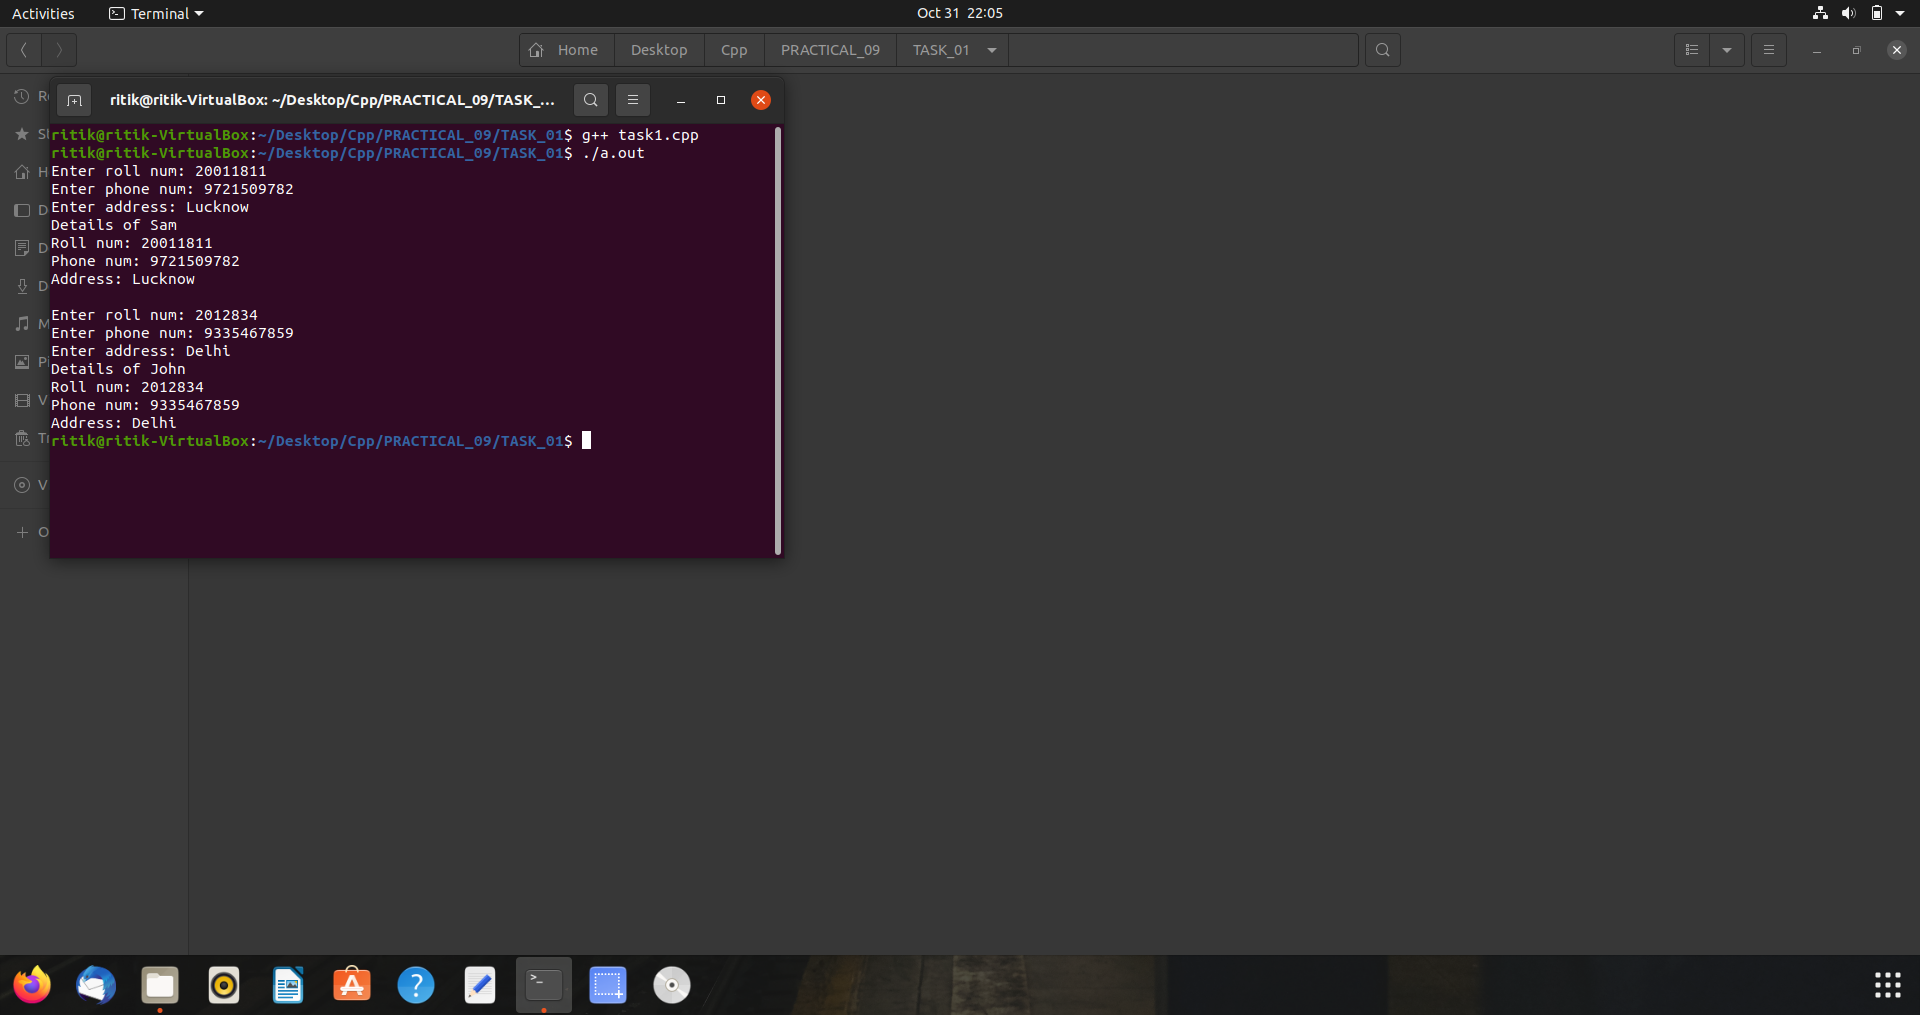 Activities
Terminal
Oct 31 22:05
Home
Desktop
Cpp
PRACTICAL_09
TASK_01
ritik@ritik-VirtualBox: ~/Desktop/Cpp/PRACTICAL_09/TASK_...
ritik@ritik-VirtualBox:~/Desktop/Cpp/PRACTICAL_09/TASK_01$ g++ task1.cpp
ritik@ritik-VirtualBox:~/Desktop/Cpp/PRACTICAL_09/TASK_01$ ./a.out
Enter roll num: 20011811
Enter phone num: 9721509782
Enter address: Lucknow
Details of Sam
Roll num: 20011811
Phone num: 9721509782
Address: Lucknow
Enter roll num: 2012834
Enter phone num: 9335467859
Enter address: Delhi
Details of John
Roll num: 2012834
Phone num: 9335467859
Address: Delhi
ritik@ritik-VirtualBox:~/Desktop/Cpp/PRACTICAL_09/TASK_01$